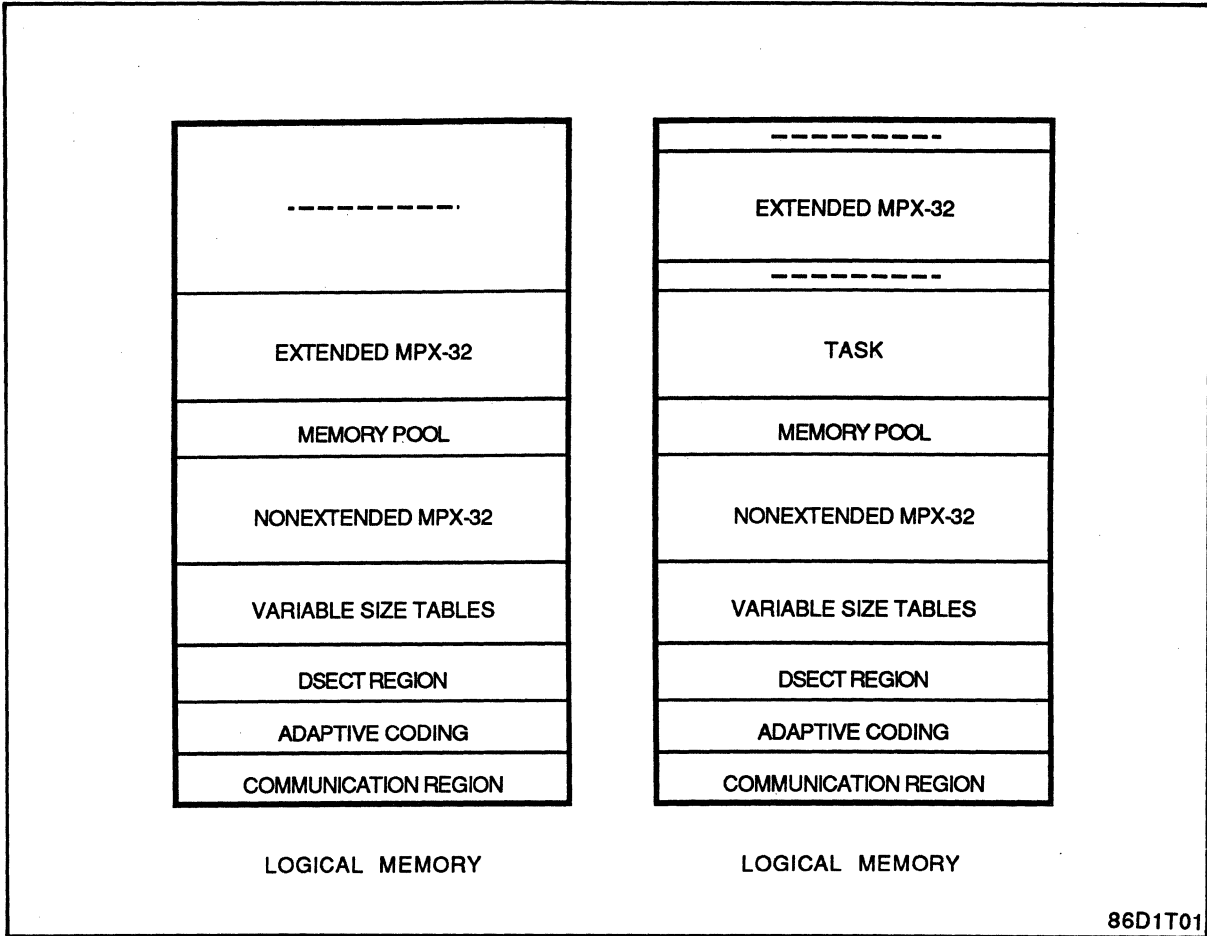 EXTENDED MPX-32
MEMORY POOL
NONEXTENDED MPX-32
VARIABLE SIZE TABLES
DSECT REGION
ADAPTIVE CODING
COMMUNICATION REGION
LOGICAL MEMORY
EXTENDED MPX-32
TASK
MEMORY POOL
NONEXTENDED MPX-32
VARIABLE SIZE TABLES
DSECT REGION
ADAPTIVE CODING
COMMUNICATION REGION
LOGICAL MEMORY
86D1T01